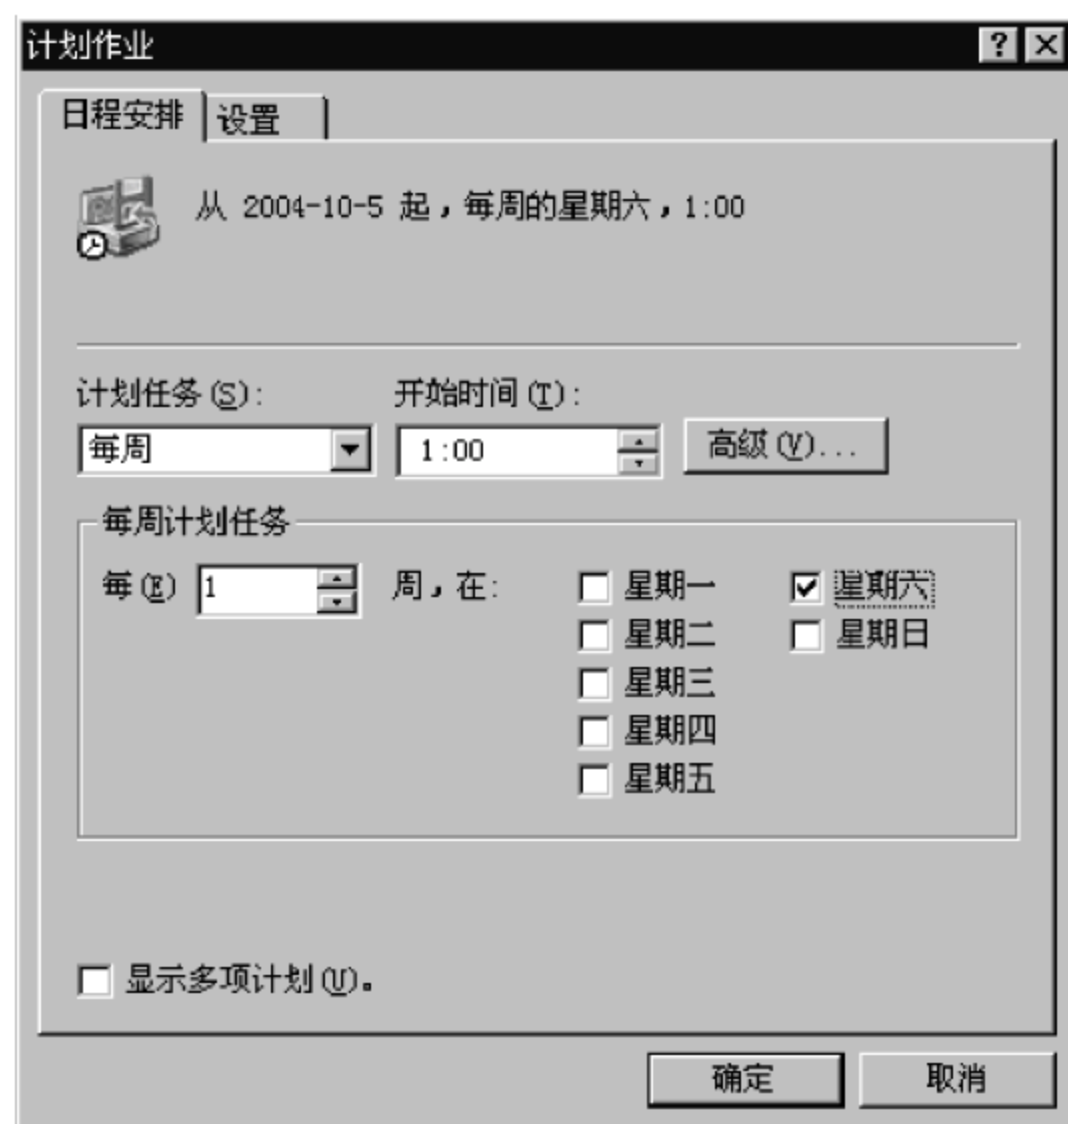 计划作业
日程安排 设置
从 2004-10-5 起，每周的星期六，1:00
计划任务(S): 开始时间(T):
每周 1:00 高级(V)...
每周计划任务
每(E) 1 周，在: 星期一 星期六
星期二 星期日
星期三
星期四
星期五
显示多项计划(U)。
确定 取消